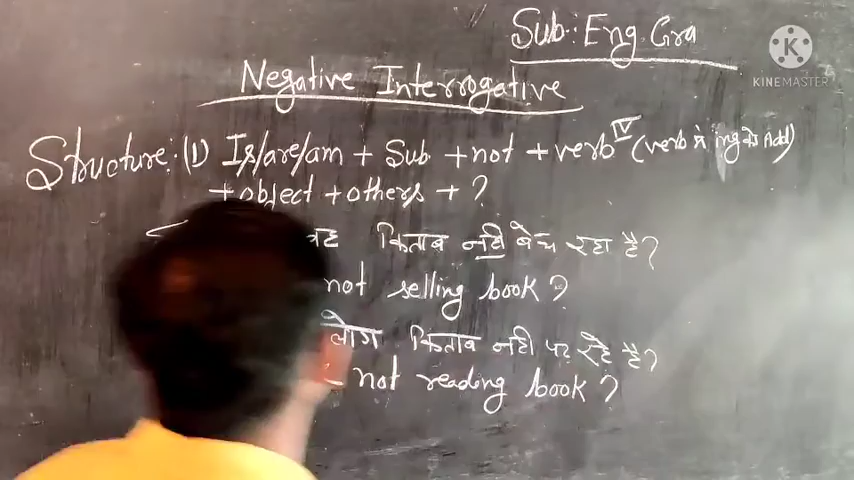 Sub: Eng. Gra
KINEMASTER
Negative Interrogative
Structure: (1) Is/are/am + Sub + not + verb IV (verb में ing को Add)
+ object + others + ?
वह किताब नही बेच रहा है?
not selling book ?
लोग किताब नही पढ़ रहे है?
not reading book ?